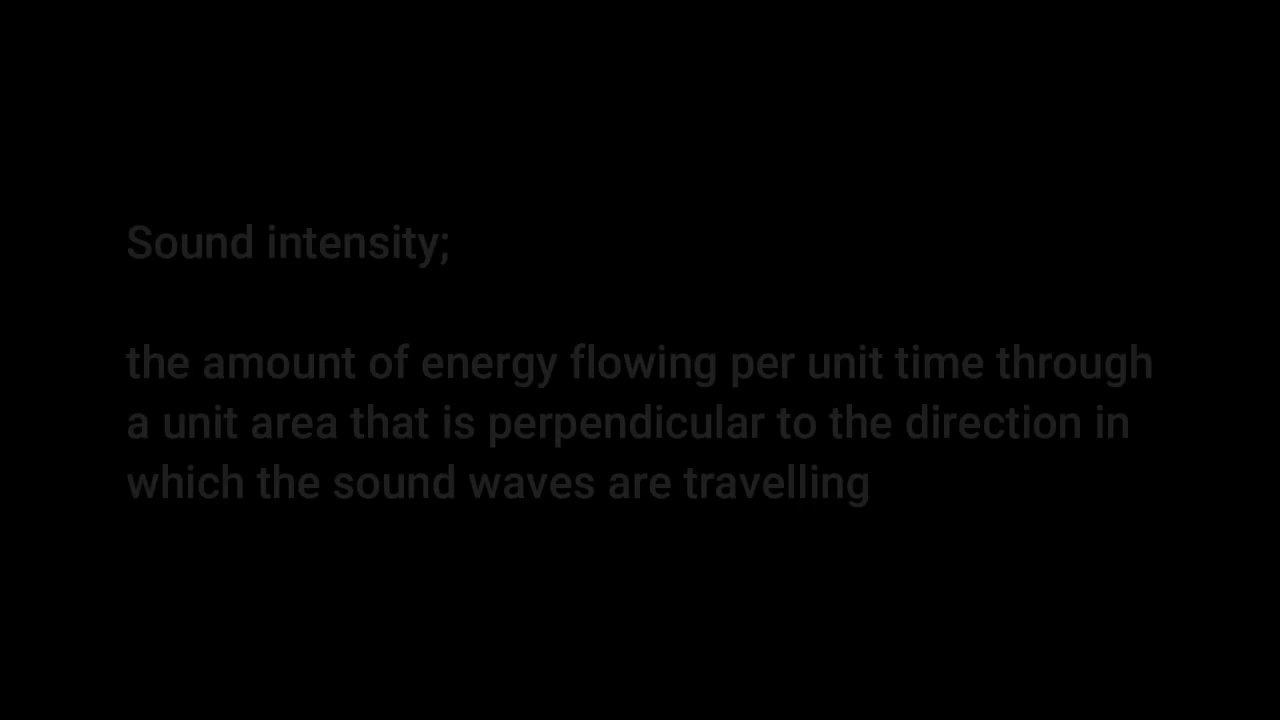 Sound intensity;
the amount of energy flowing per unit time through
a unit area that is perpendicular to the direction in
which the sound waves are travelling